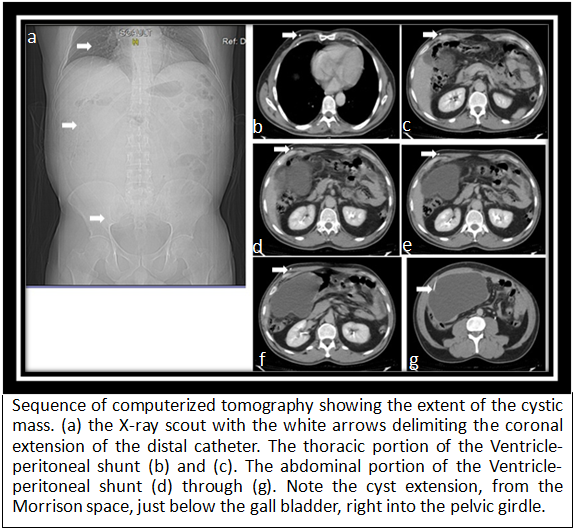 a
Ref: D
b
c
d
e
f
g
Sequence of computerized tomography showing the extent of the cystic
mass. (a) the X-ray scout with the white arrows delimiting the coronal
extension of the distal catheter. The thoracic portion of the Ventricle-
peritoneal shunt (b) and (c). The abdominal portion of the Ventricle-
peritoneal shunt (d) through (g). Note the cyst extension, from the
Morrison space, just below the gall bladder, right into the pelvic girdle.